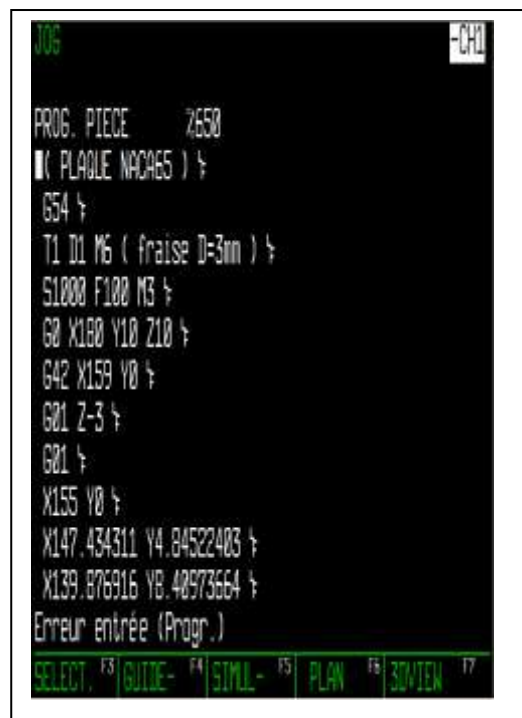 JOG -CH1
PROG. PIECE %650
( PLAQUE NACA65 )
G54
T1 D1 M6 ( fraise D=3mm )
S1000 F100 M3
G0 X180 Y10 Z10
G42 X159 Y0
G01 Z-3
G01
X155 Y0
X147.434311 Y4.84522403
X139.876916 Y8.40973664
Erreur entrée (Progr.)
SELECT. F3 GUIDE- F4 SIMUL- F5 PLAN F6 3DVIEW F7